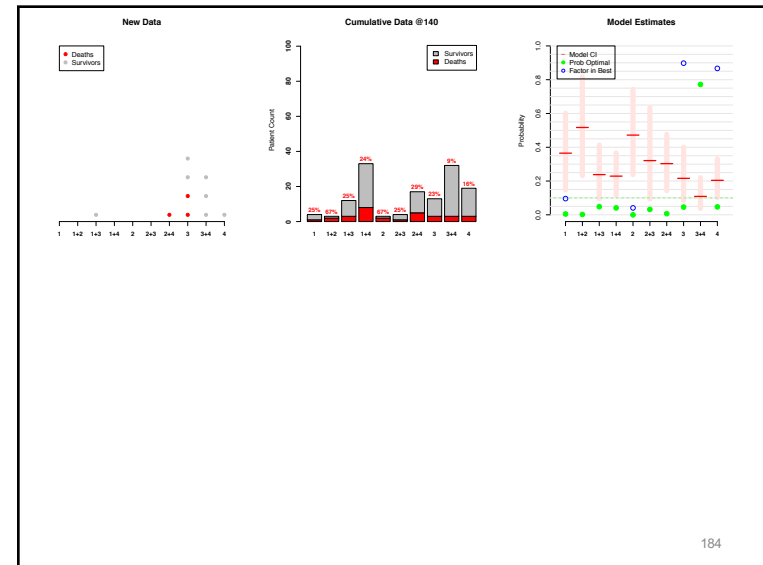 New Data
Deaths
Survivors
1 1+2 1+3 1+4 2 2+3 2+4 3 3+4 4
Cumulative Data @140
Patient Count
100
80
60
40
20
0
Survivors
Deaths
25% 67% 25% 24% 67% 25% 29% 23% 9% 16%
1 1+2 1+3 1+4 2 2+3 2+4 3 3+4 4
Model Estimates
Probability
1.0
0.8
0.6
0.4
0.2
0.0
Model CI
Prob Optimal
Factor in Best
1 1+2 1+3 1+4 2 2+3 2+4 3 3+4 4
184